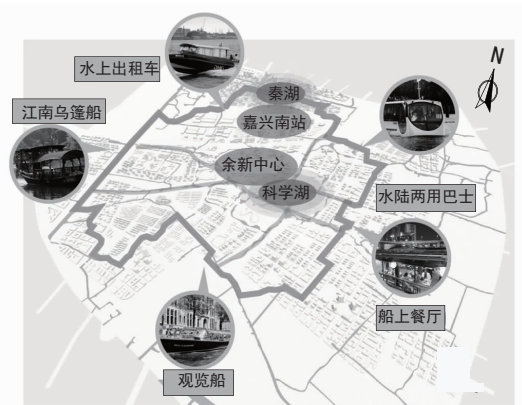 N
水上出租车
秦湖
江南乌篷船
嘉兴南站
余新中心
科学湖
水陆两用巴士
船上餐厅
观览船